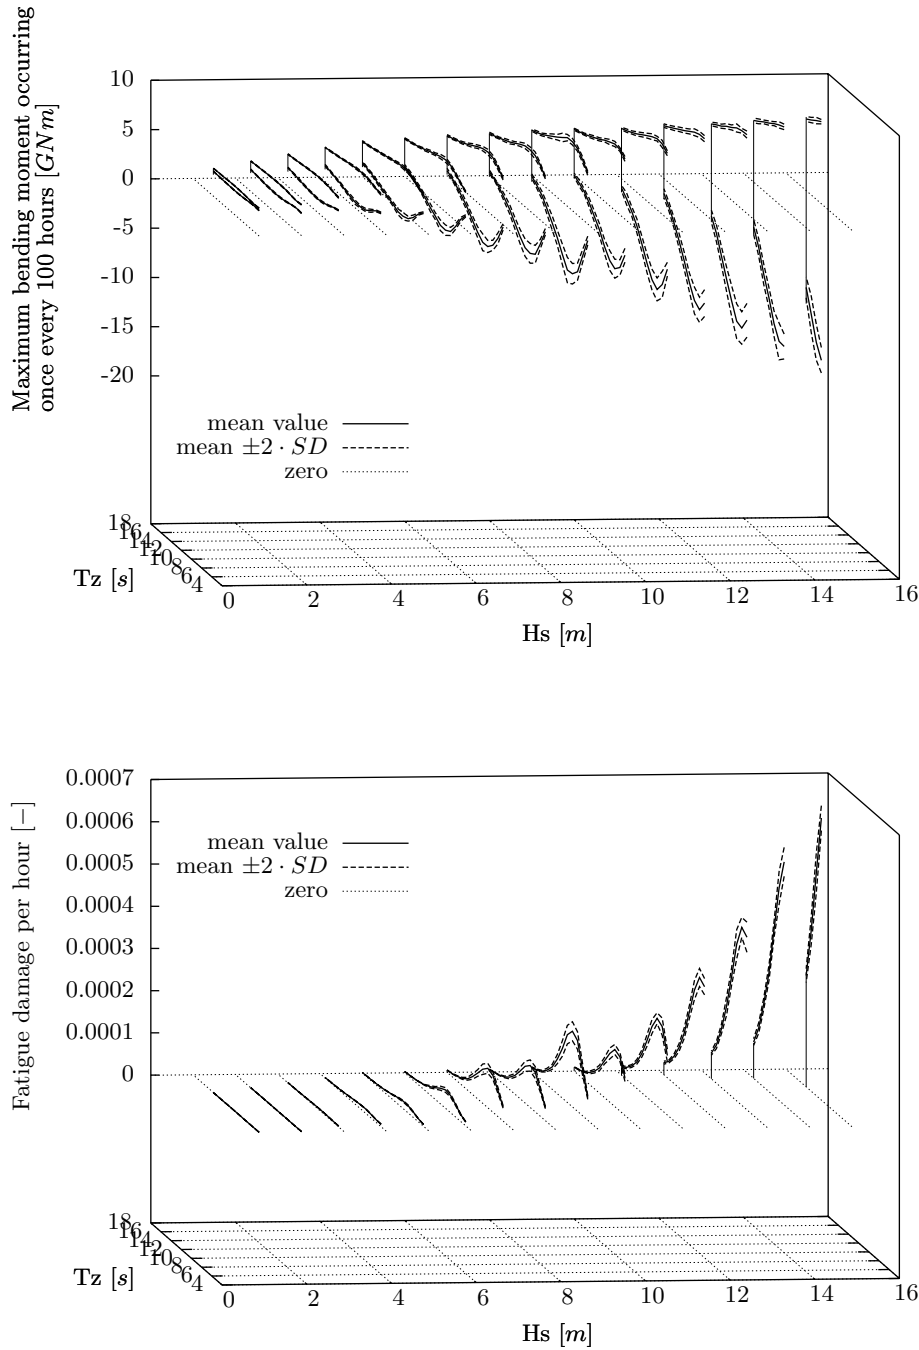 Maximum bending moment occurring
once every 100 hours [GNm]
10
5
0
-5
-10
-15
-20
mean value
mean ±2 · SD
zero
18
16
14
12
10
8
6
4
Tz [s]
0 2 4 6 8 10 12 14 16
Hs [m]
Fatigue damage per hour [−]
0.0007
0.0006
0.0005
0.0004
0.0003
0.0002
0.0001
0
mean value
mean ±2 · SD
zero
18
16
14
12
10
8
6
4
Tz [s]
0 2 4 6 8 10 12 14 16
Hs [m]